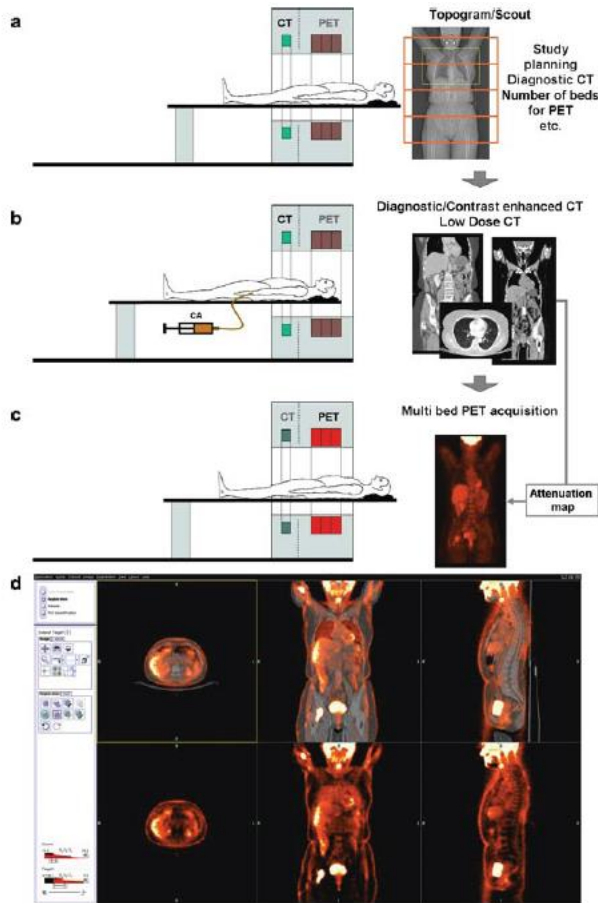 a
CT PET
Topogram/Scout
Study
planning
Diagnostic CT
Number of beds
for PET
etc.
b
CT PET
CA
Diagnostic/Contrast enhanced CT
Low Dose CT
c
CT PET
Multi bed PET acquisition
Attenuation
map
d